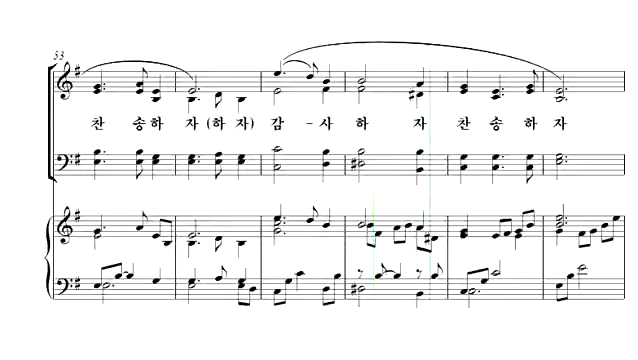 53
찬 송하 자(하 자) 감 - 사하 자 찬 송하 자